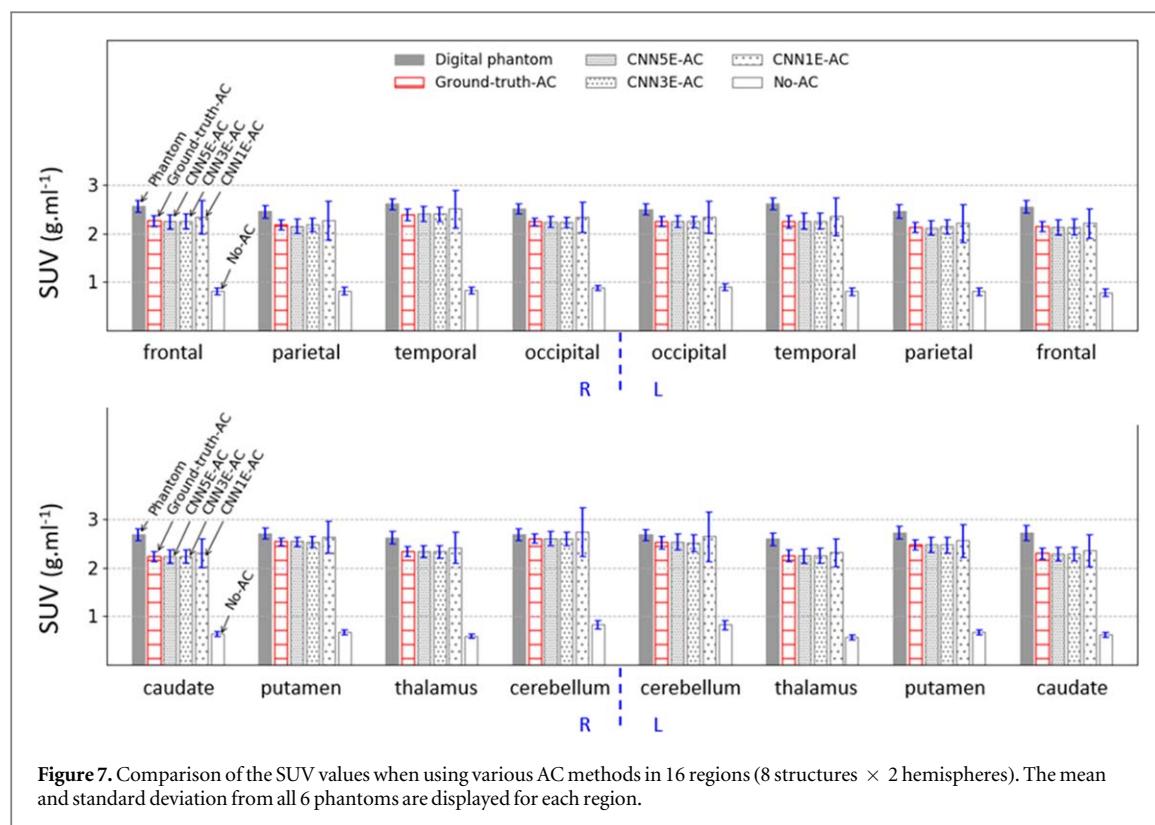 Digital phantom
Ground-truth-AC
CNN5E-AC
CNN3E-AC
CNN1E-AC
No-AC
SUV (g.ml⁻¹)
3
2
1
Phantom
Ground-truth-AC
CNN5E-AC
CNN3E-AC
CNN1E-AC
No-AC
frontal parietal temporal occipital occipital temporal parietal frontal
R L
SUV (g.ml⁻¹)
3
2
1
Phantom
Ground-truth-AC
CNN5E-AC
CNN3E-AC
CNN1E-AC
No-AC
caudate putamen thalamus cerebellum cerebellum thalamus putamen caudate
R L
Figure 7. Comparison of the SUV values when using various AC methods in 16 regions (8 structures × 2 hemispheres). The mean
and standard deviation from all 6 phantoms are displayed for each region.